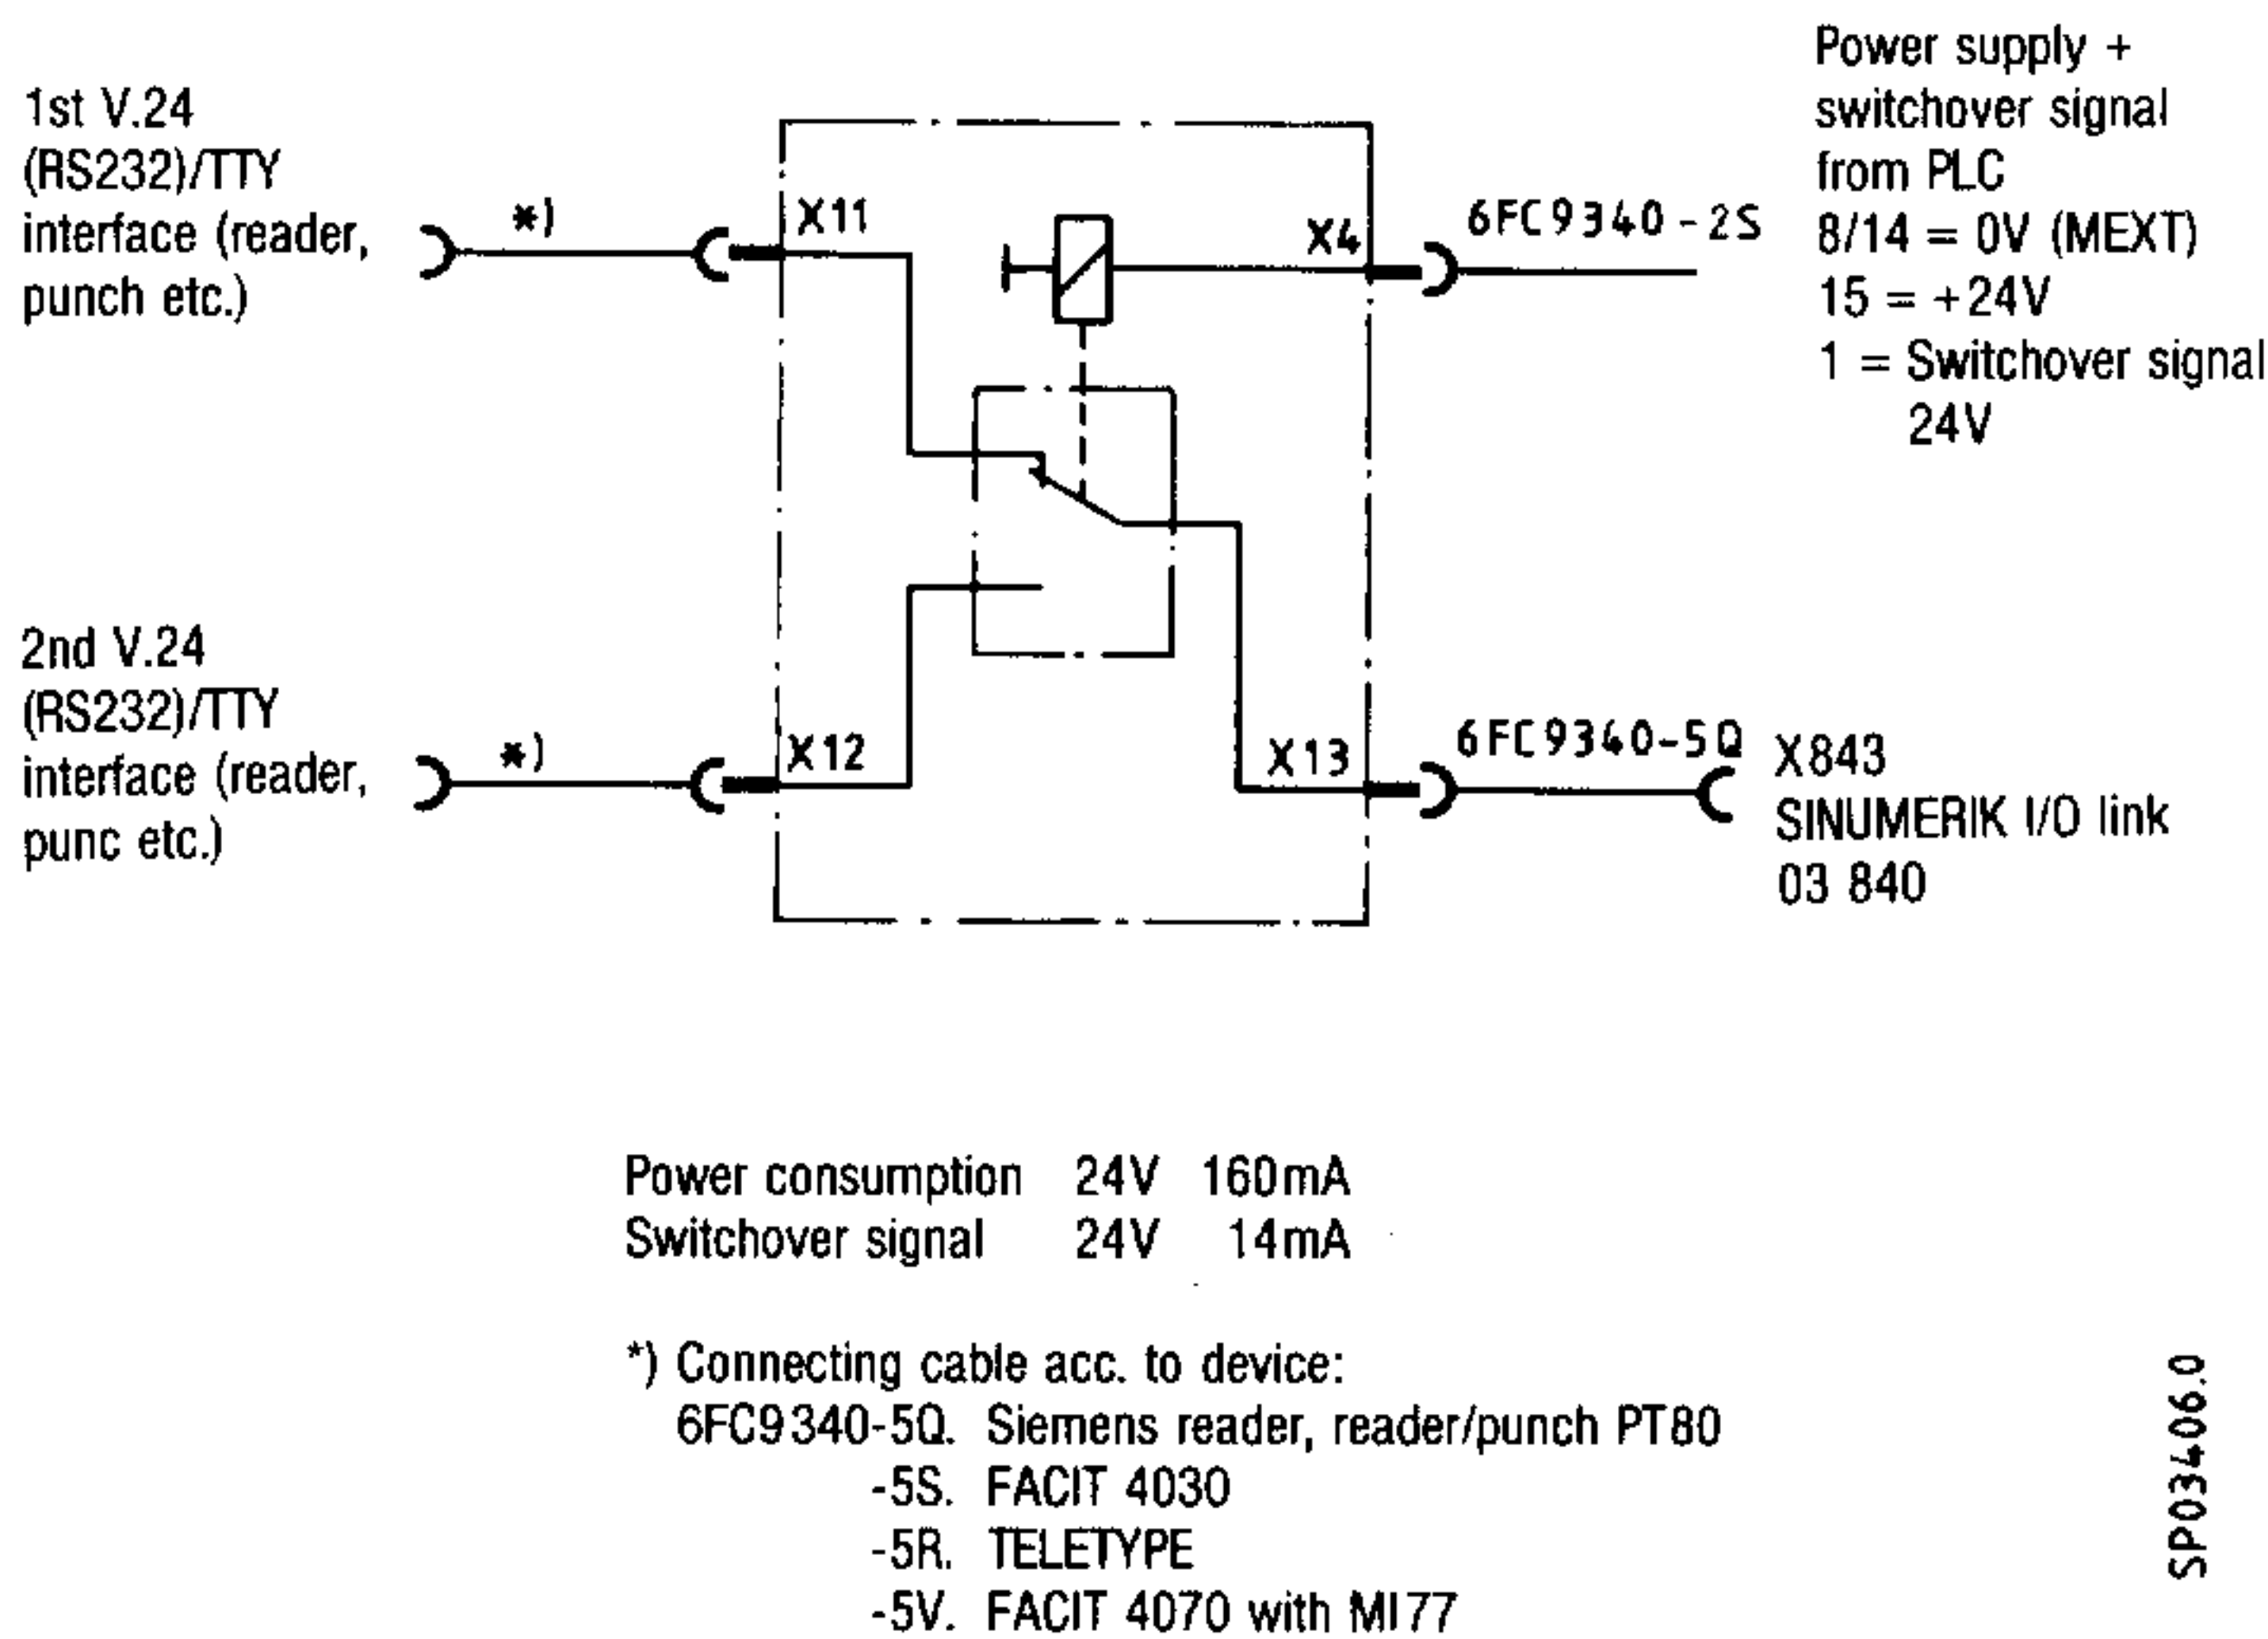 1st V.24
(RS232)/TTY
interface (reader,
punch etc.)
*)
X11
X4
6FC9340-2S
Power supply +
switchover signal
from PLC
8/14 = 0V (MEXT)
15 = +24V
1 = Switchover signal
24V
2nd V.24
(RS232)/TTY
interface (reader,
punc etc.)
*)
X12
X13
6FC9340-5Q
X843
SINUMERIK I/O link
03 840
Power consumption 24V 160mA
Switchover signal 24V 14mA
*) Connecting cable acc. to device:
6FC9340-5Q. Siemens reader, reader/punch PT80
-5S. FACIT 4030
-5R. TELETYPE
-5V. FACIT 4070 with MI77
SP03406.0